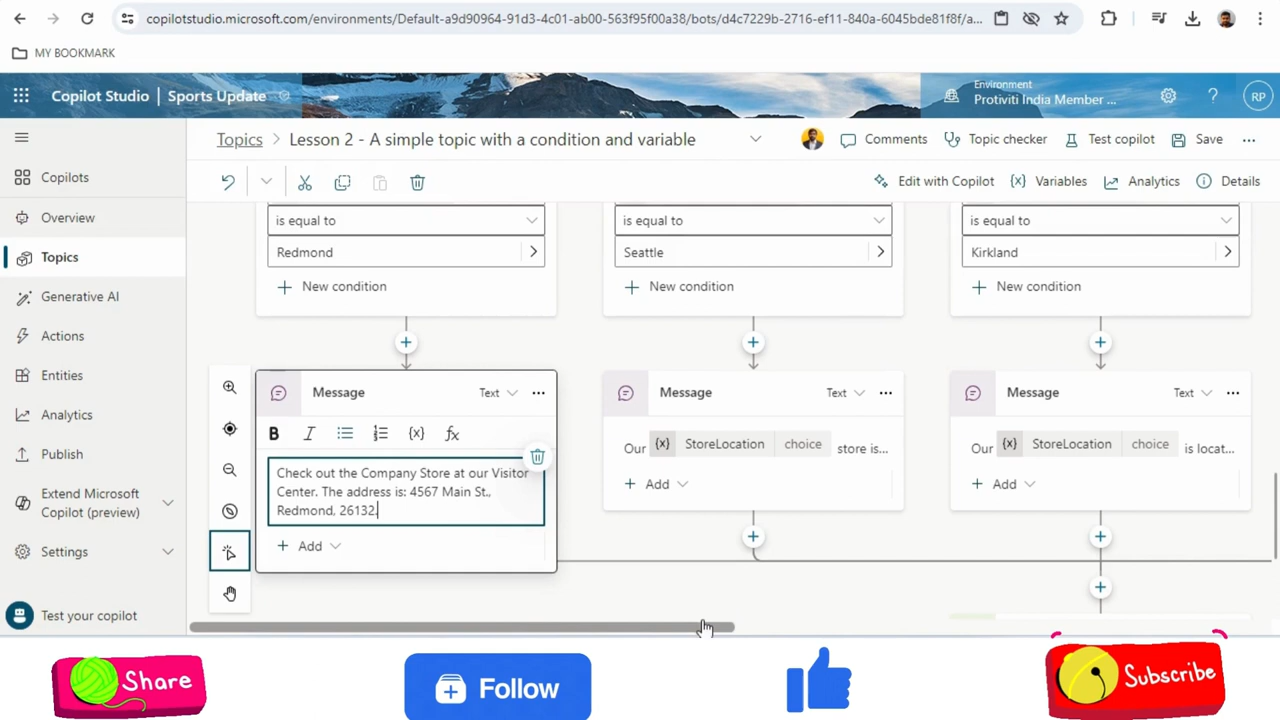 copilotstudio.microsoft.com/environments/Default-a9d90964-91d3-4c01-ab00-563f95f00a38/bots/d4c7229b-2716-ef11-840a-6045bde81f8f/a...
MY BOOKMARK
Copilot Studio | Sports Update
Environment
Protiviti India Member ...
RP
Topics > Lesson 2 - A simple topic with a condition and variable
Comments
Topic checker
Test copilot
Save
...
Edit with Copilot
{x} Variables
Analytics
Details
Copilots
Overview
Topics
Generative AI
Actions
Entities
Analytics
Publish
Extend Microsoft
Copilot (preview)
Settings
Test your copilot
is equal to
Redmond
New condition
is equal to
Seattle
New condition
is equal to
Kirkland
New condition
Message
Text
B I {x} fx
Check out the Company Store at our Visitor
Center. The address is: 4567 Main St.,
Redmond, 26132.
Add
Message
Text
Our {x} StoreLocation choice store is...
Add
Message
Text
Our {x} StoreLocation choice is locat...
Add
Share
Follow
Subscribe